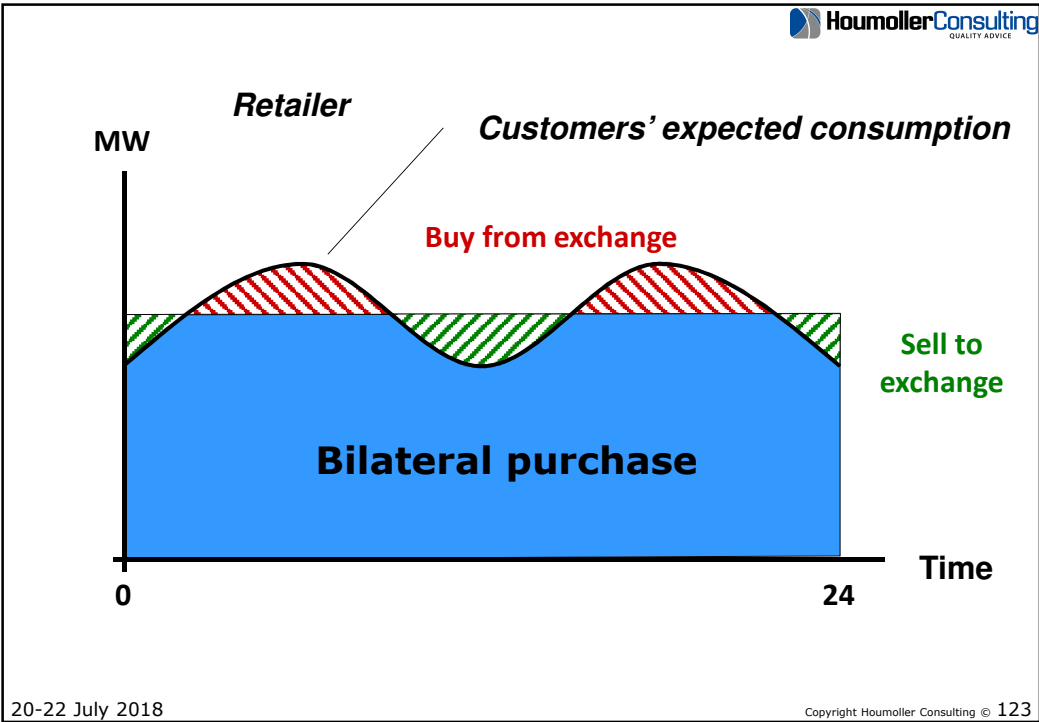 HoumollerConsulting
QUALITY ADVICE
Retailer
Customers’ expected consumption
MW
Buy from exchange
Sell to
exchange
Bilateral purchase
Time
0
24
20-22 July 2018
Copyright Houmoller Consulting © 123